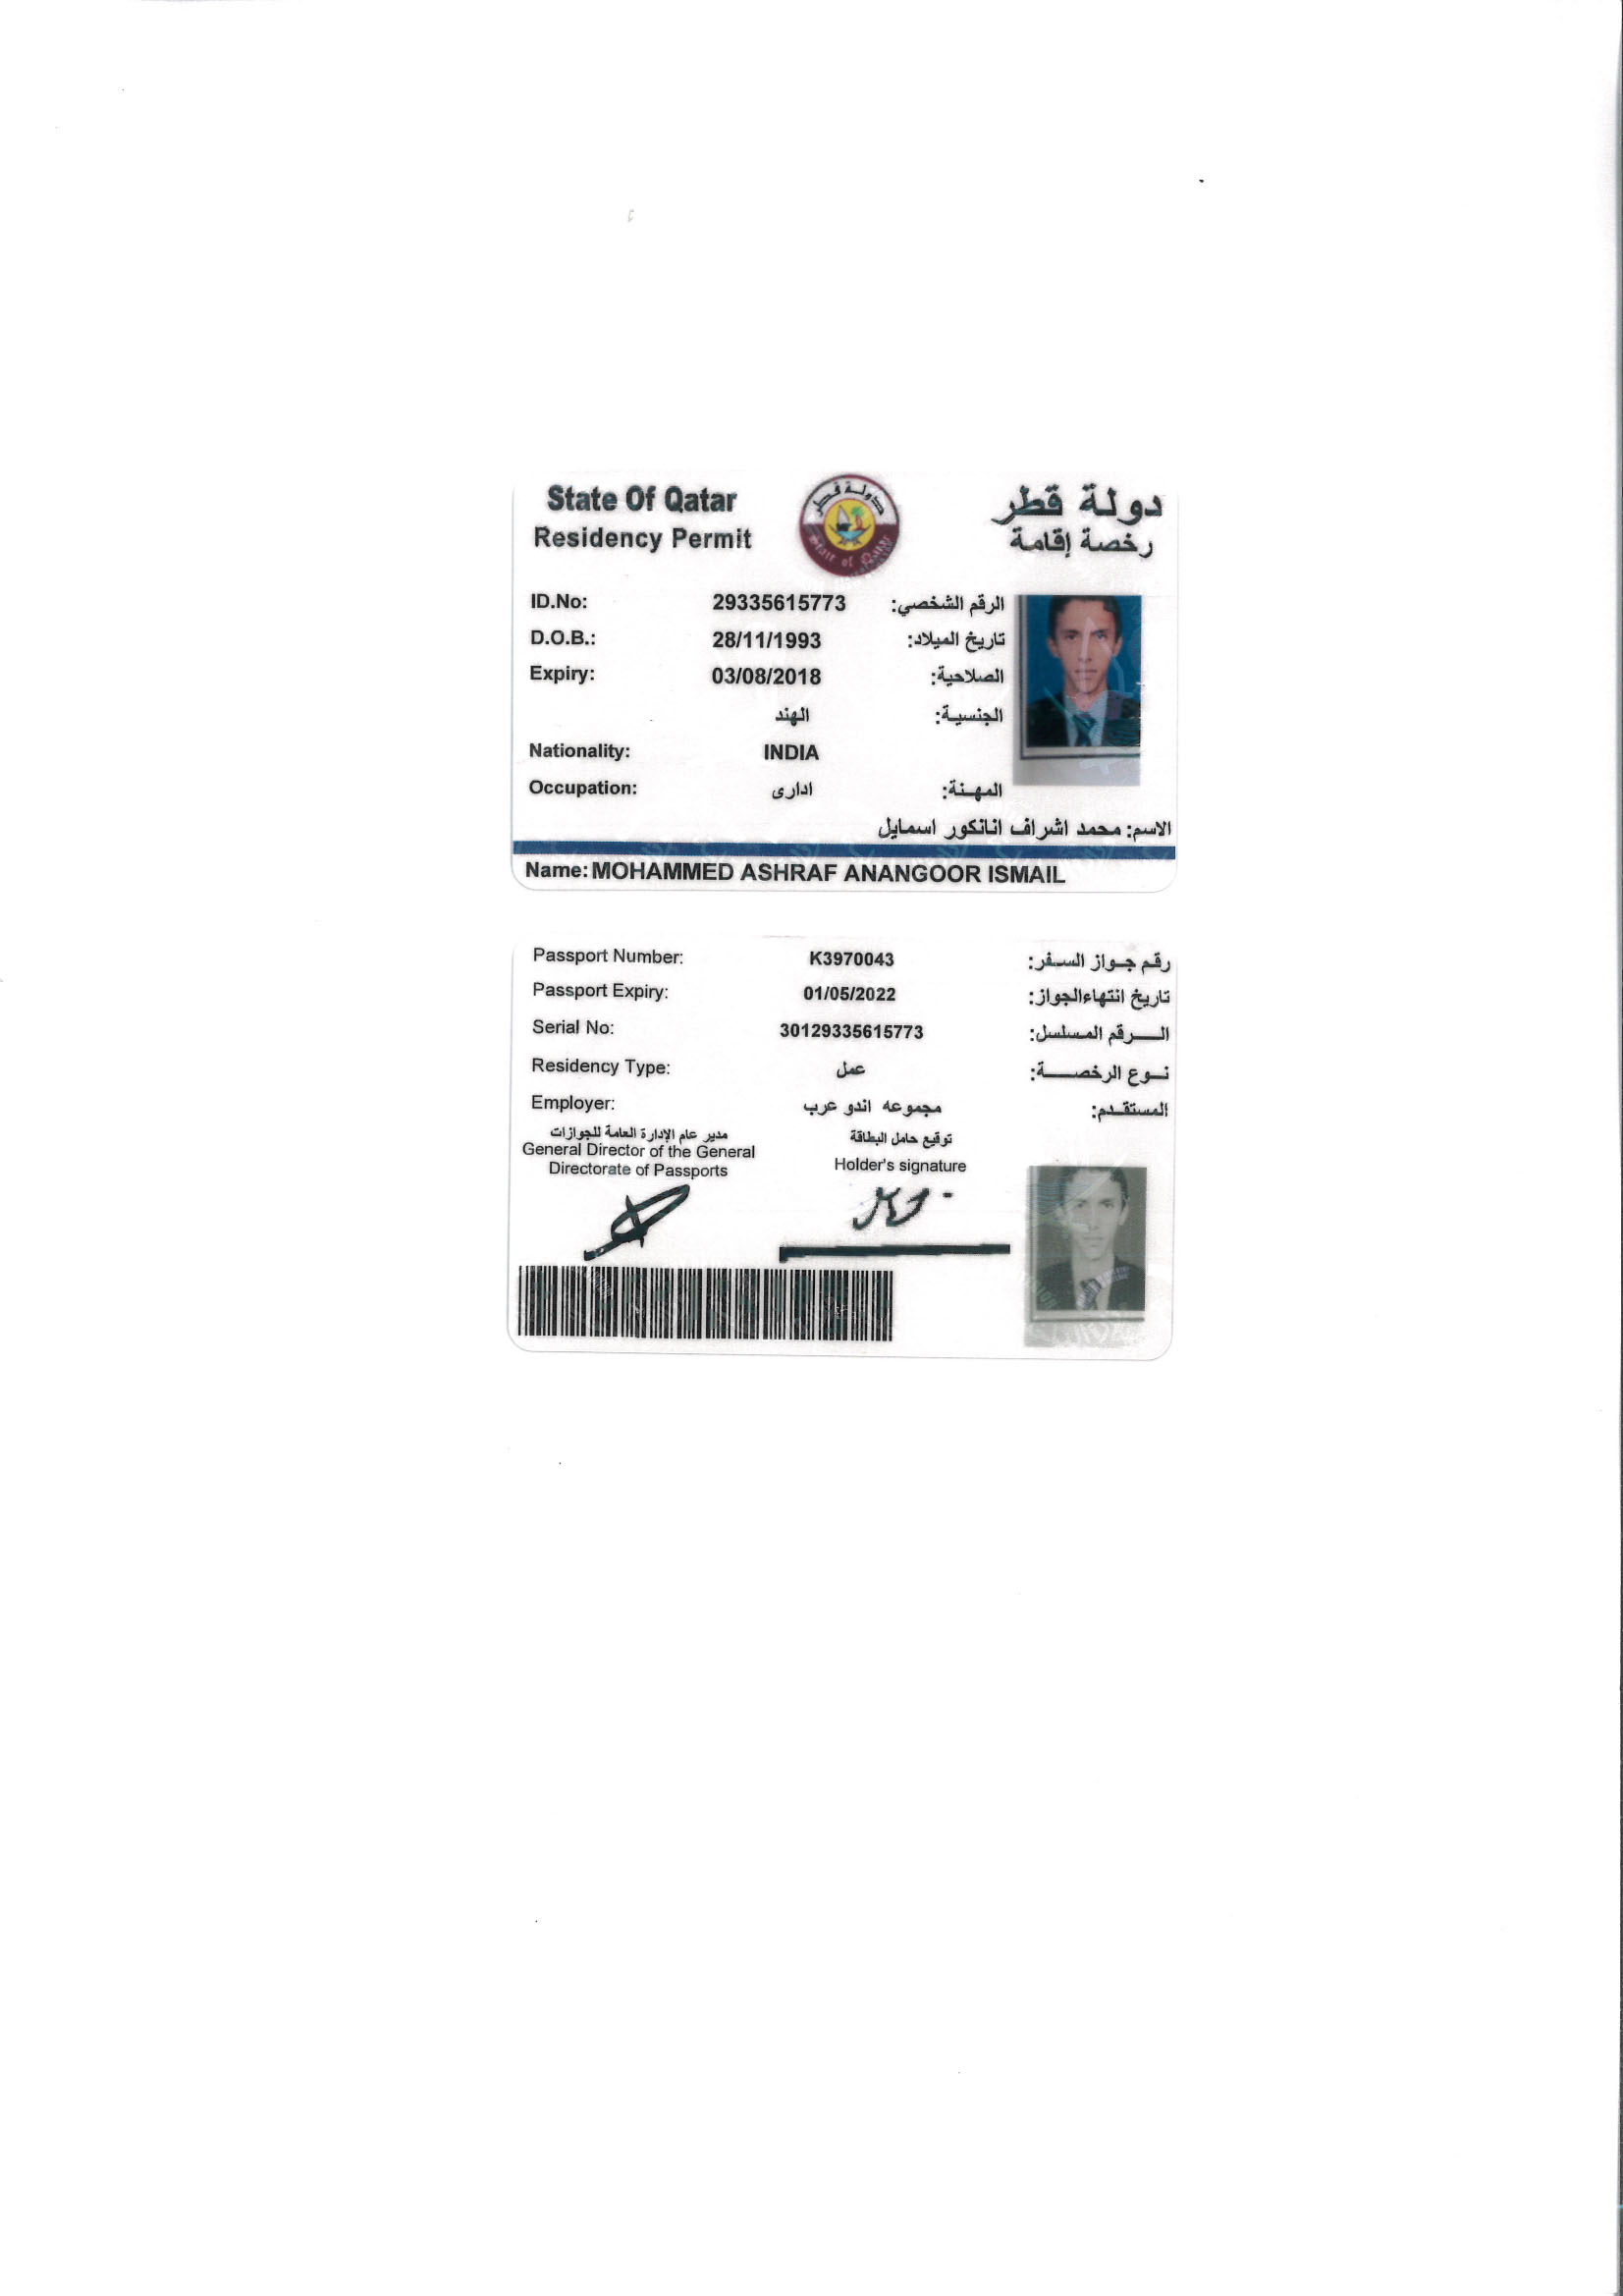 State Of Qatar
دولة قطر
Residency Permit
رخصة إقامة
دولة قطر
State of Qatar
ID.No: 29335615773 الرقم الشخصي:
D.O.B.: 28/11/1993 تاريخ الميلاد:
Expiry: 03/08/2018 الصلاحية:
الهند الجنسية:
Nationality: INDIA
Occupation: ادارى المهنة:
الاسم: محمد اشراف انانكور اسمايل
Name: MOHAMMED ASHRAF ANANGOOR ISMAIL
Passport Number: K3970043 رقم جواز السفر:
Passport Expiry: 01/05/2022 تاريخ انتهاءالجواز:
Serial No: 30129335615773 الرقم المسلسل:
Residency Type: عمل نوع الرخصة:
Employer: مجموعه اندو عرب المستقدم:
مدير عام الإدارة العامة للجوازات
General Director of the General
Directorate of Passports
توقيع حامل البطاقة
Holder's signature